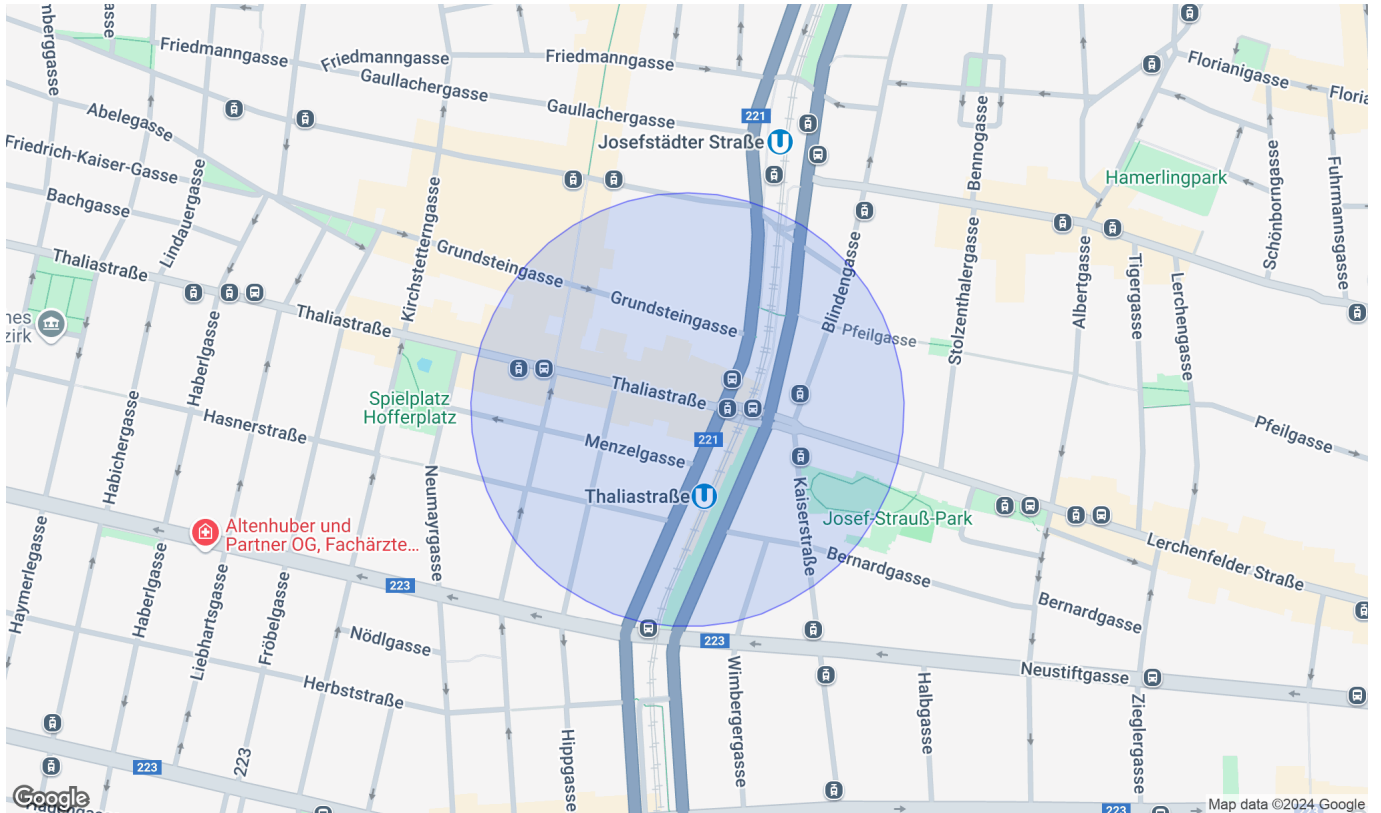 Friedmanngasse
Friedmanngasse
Friedmanngasse
Gaullachergasse
Gaullachergasse
Florianigasse
Abelegasse
221
Josefstädter Straße
Friedrich-Kaiser-Gasse
Bennogasse
Hamerlingpark
Schönborngasse
Fuhrmannsgasse
Bachgasse
Lindauergasse
Kirchstetterngasse
Grundsteingasse
Grundsteingasse
Thaliastraße
Thaliastraße
Thaliastraße
Blindengasse
Pfeilgasse
Stolzenthalergasse
Albertgasse
Tigergasse
Lerchengasse
Haberlgasse
Spielplatz
Hofferplatz
Hasnerstraße
Habichergasse
Menzelgasse
221
Pfeilgasse
Thaliastraße
U
U
Neumayrgasse
Kaiserstraße
Josef-Strauß-Park
Lerchenfelder Straße
Altenhuber und
Partner OG, Fachärzte...
Haymerlegasse
Haberlgasse
Liebhartsgasse
Fröbelgasse
223
Bernardgasse
Bernardgasse
Nödlgasse
223
Neustiftgasse
Herbststraße
Hippgasse
Wimbergergasse
Halbgasse
Zieglergasse
223
223
223
Google
Map data ©2024 Google